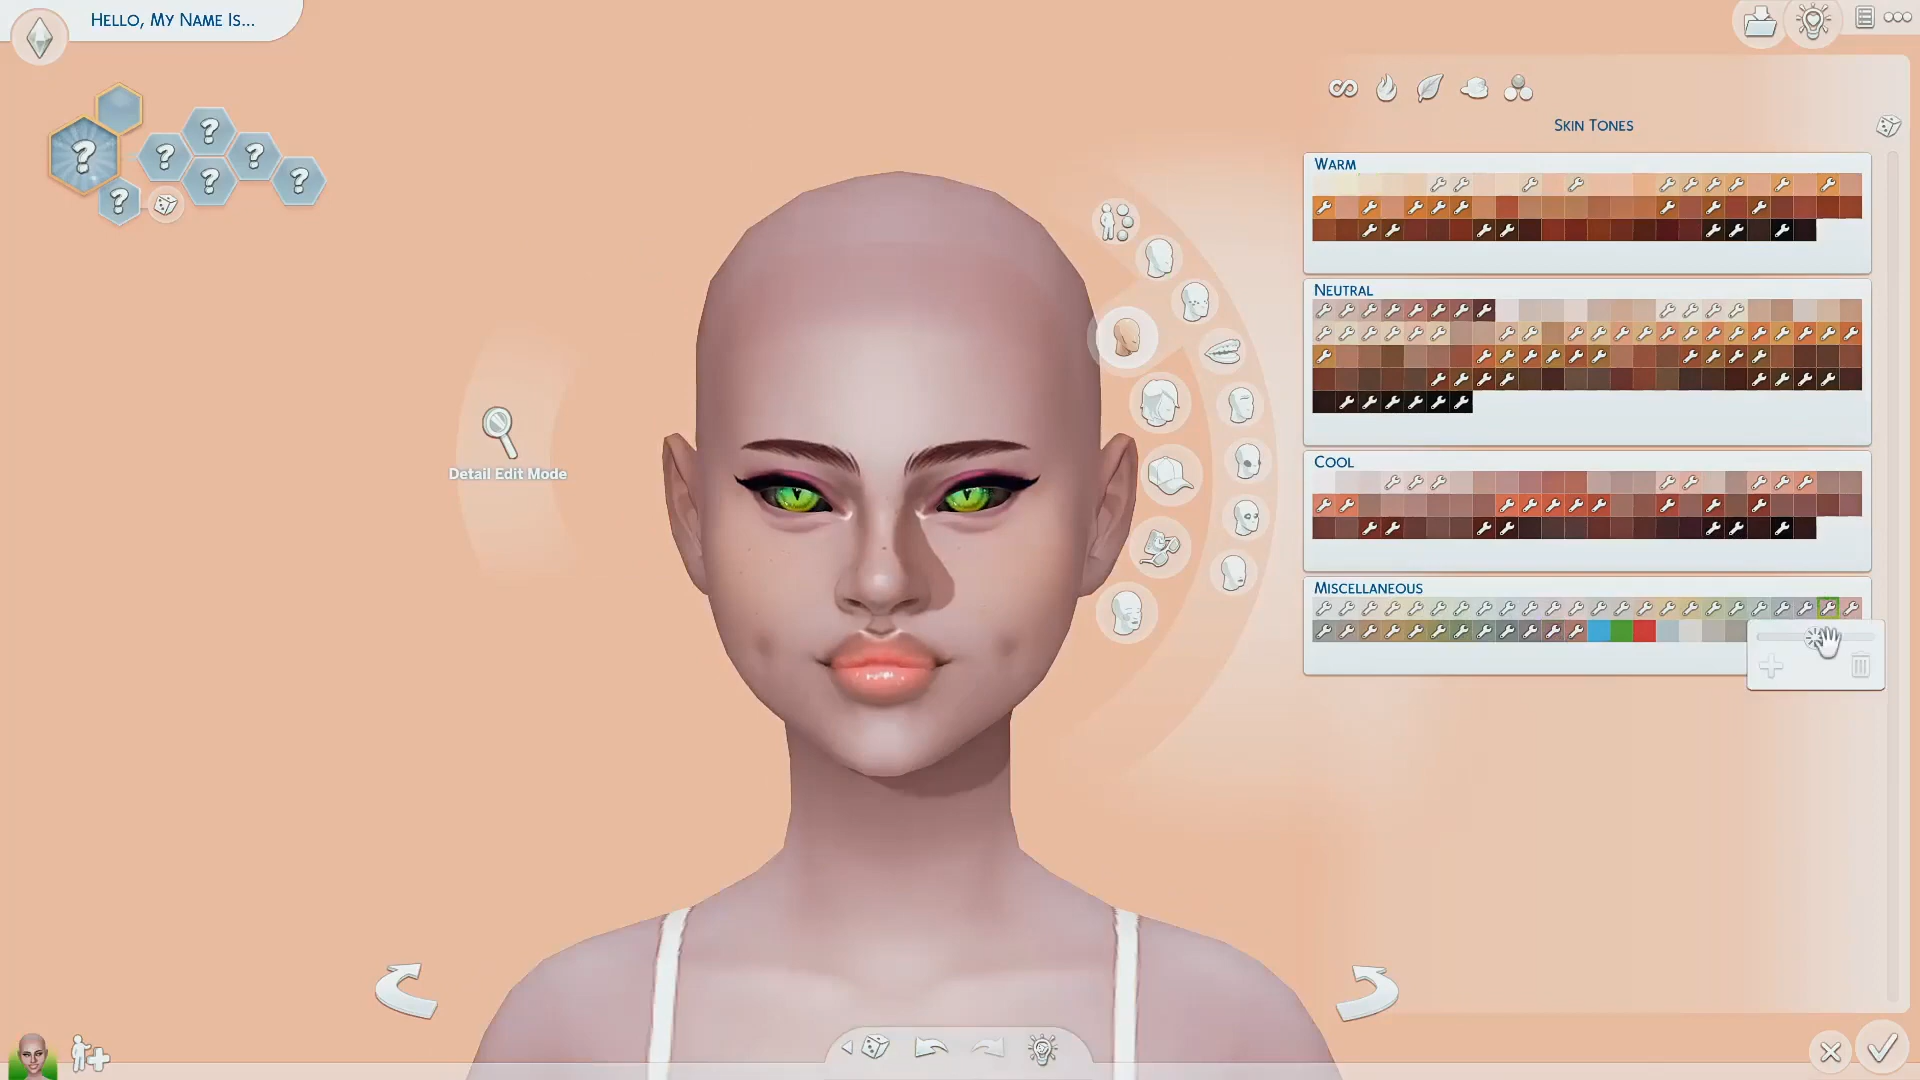 Hello, My Name Is...
Skin Tones
Warm
Neutral
Detail Edit Mode
Cool
Miscellaneous